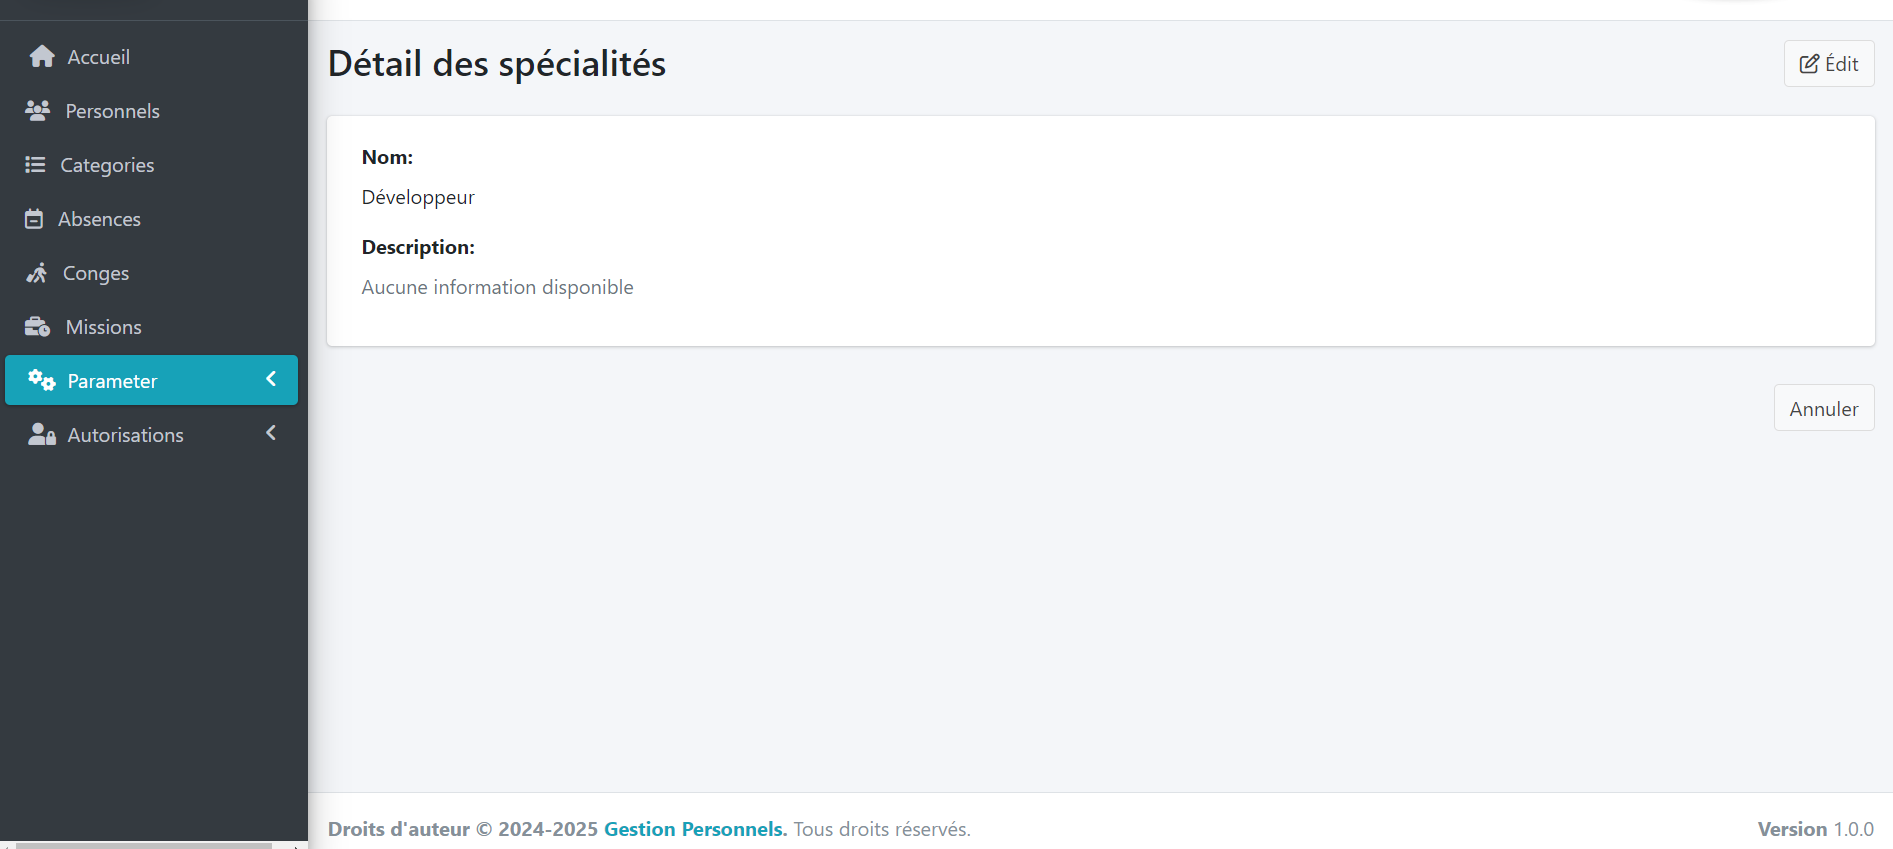 Accueil
Personnels
Categories
Absences
Conges
Missions
Parameter
Autorisations
Détail des spécialités
Édit
Nom:
Développeur
Description:
Aucune information disponible
Annuler
Droits d'auteur © 2024-2025 Gestion Personnels. Tous droits réservés.
Version 1.0.0